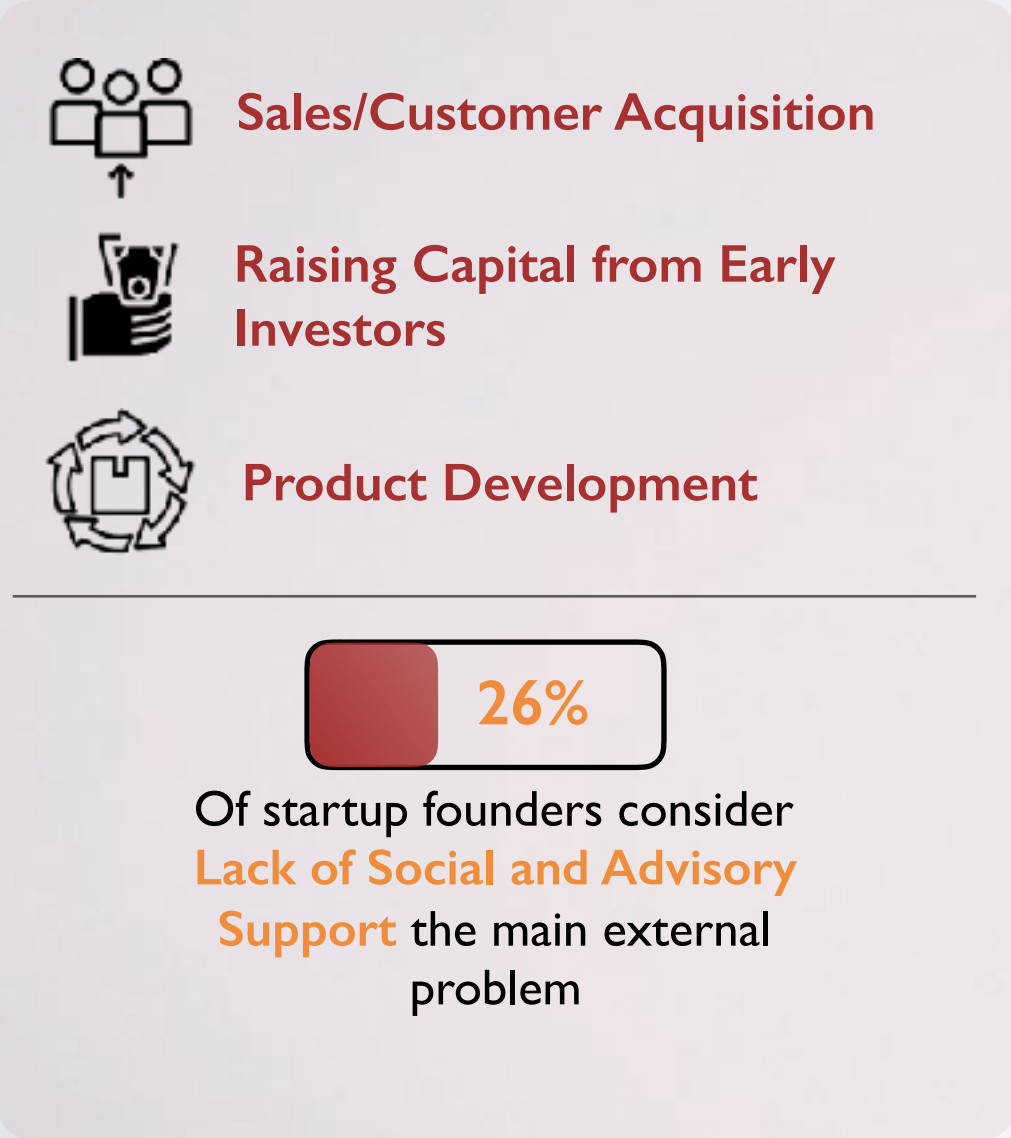 Sales/Customer Acquisition
Raising Capital from Early
Investors
Product Development
26%
Of startup founders consider
Lack of Social and Advisory
Support the main external
problem